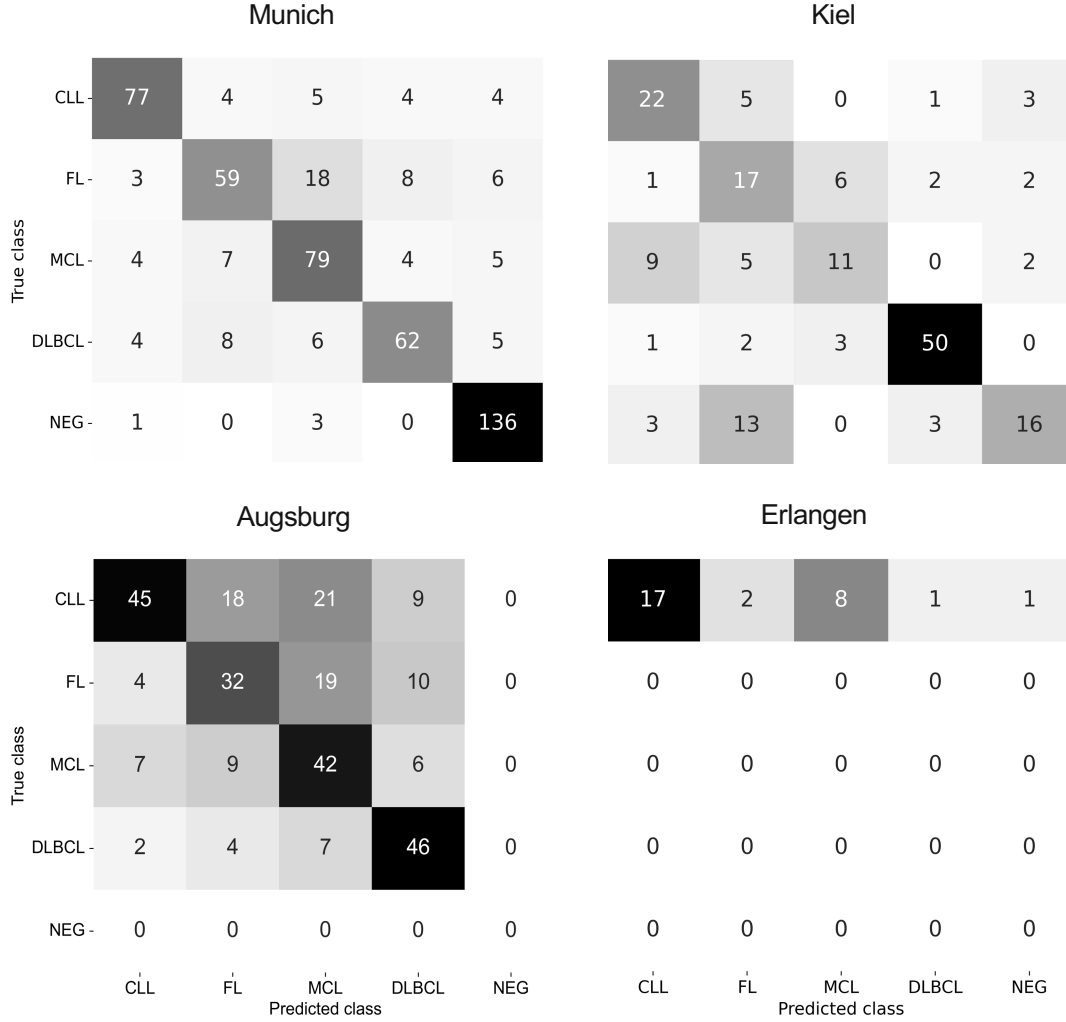 Munich Kiel
CLL 77 4 5 4 4 22 5 0 1 3
FL 3 59 18 8 6 1 17 6 2 2
MCL 4 7 79 4 5 9 5 11 0 2
DLBCL 4 8 6 62 5 1 2 3 50 0
NEG 1 0 3 0 136 3 13 0 3 16
True class
Augsburg Erlangen
CLL 45 18 21 9 0 17 2 8 1 1
FL 4 32 19 10 0 0 0 0 0 0
MCL 7 9 42 6 0 0 0 0 0 0
DLBCL 2 4 7 46 0 0 0 0 0 0
NEG 0 0 0 0 0 0 0 0 0 0
True class
CLL FL MCL DLBCL NEG CLL FL MCL DLBCL NEG
Predicted class Predicted class